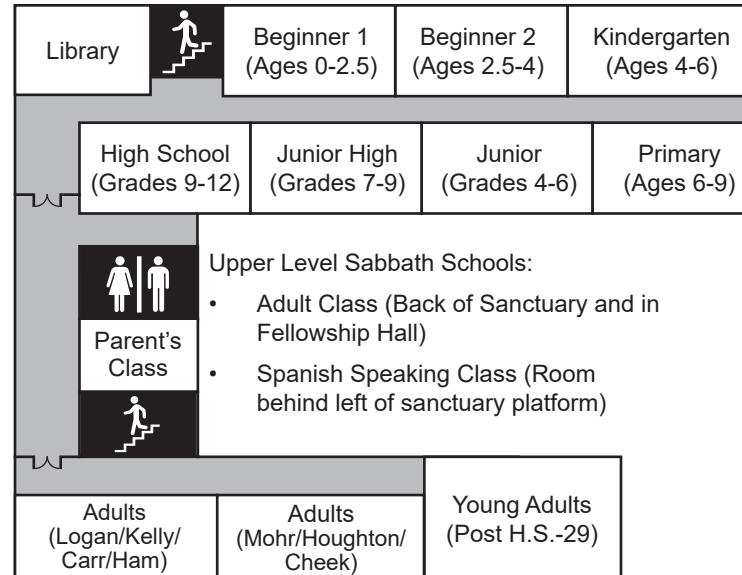 Library
Beginner 1
(Ages 0-2.5)
Beginner 2
(Ages 2.5-4)
Kindergarten
(Ages 4-6)
High School
(Grades 9-12)
Junior High
(Grades 7-9)
Junior
(Grades 4-6)
Primary
(Ages 6-9)
Parent's
Class
Upper Level Sabbath Schools:
• Adult Class (Back of Sanctuary and in
Fellowship Hall)
• Spanish Speaking Class (Room
behind left of sanctuary platform)
Adults
(Logan/Kelly/
Carr/Ham)
Adults
(Mohr/Houghton/
Cheek)
Young Adults
(Post H.S.-29)